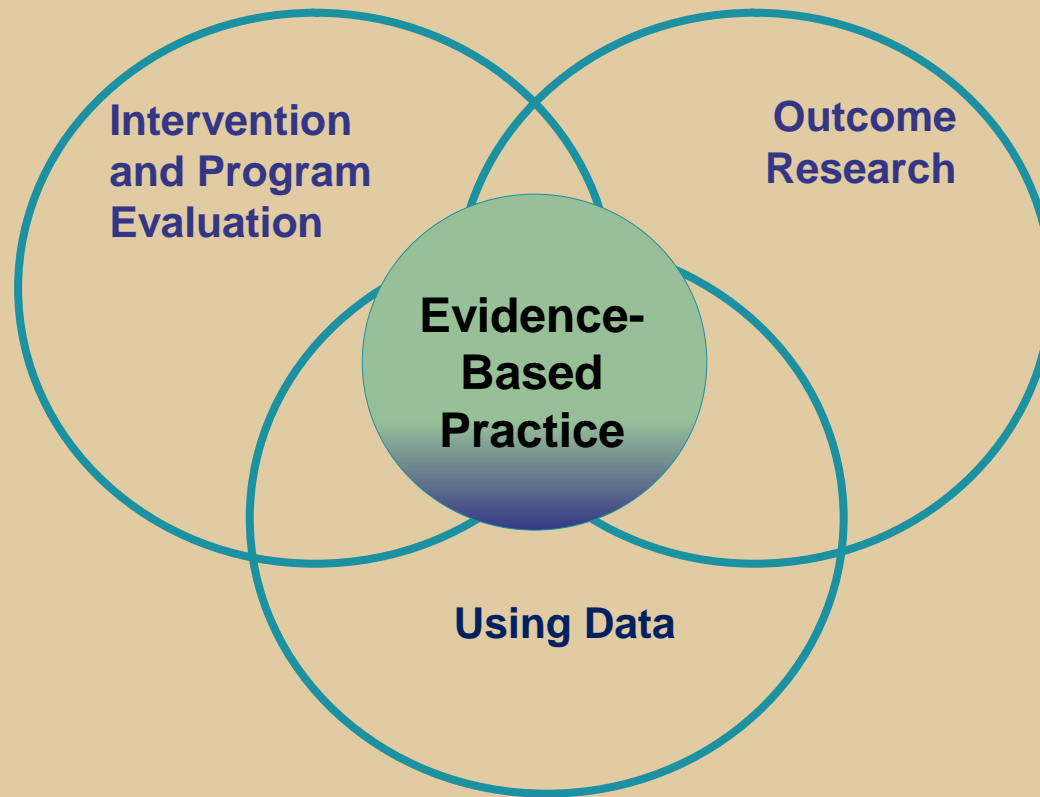 Intervention
and Program
Evaluation
Outcome
Research
Evidence-
Based
Practice
Using Data